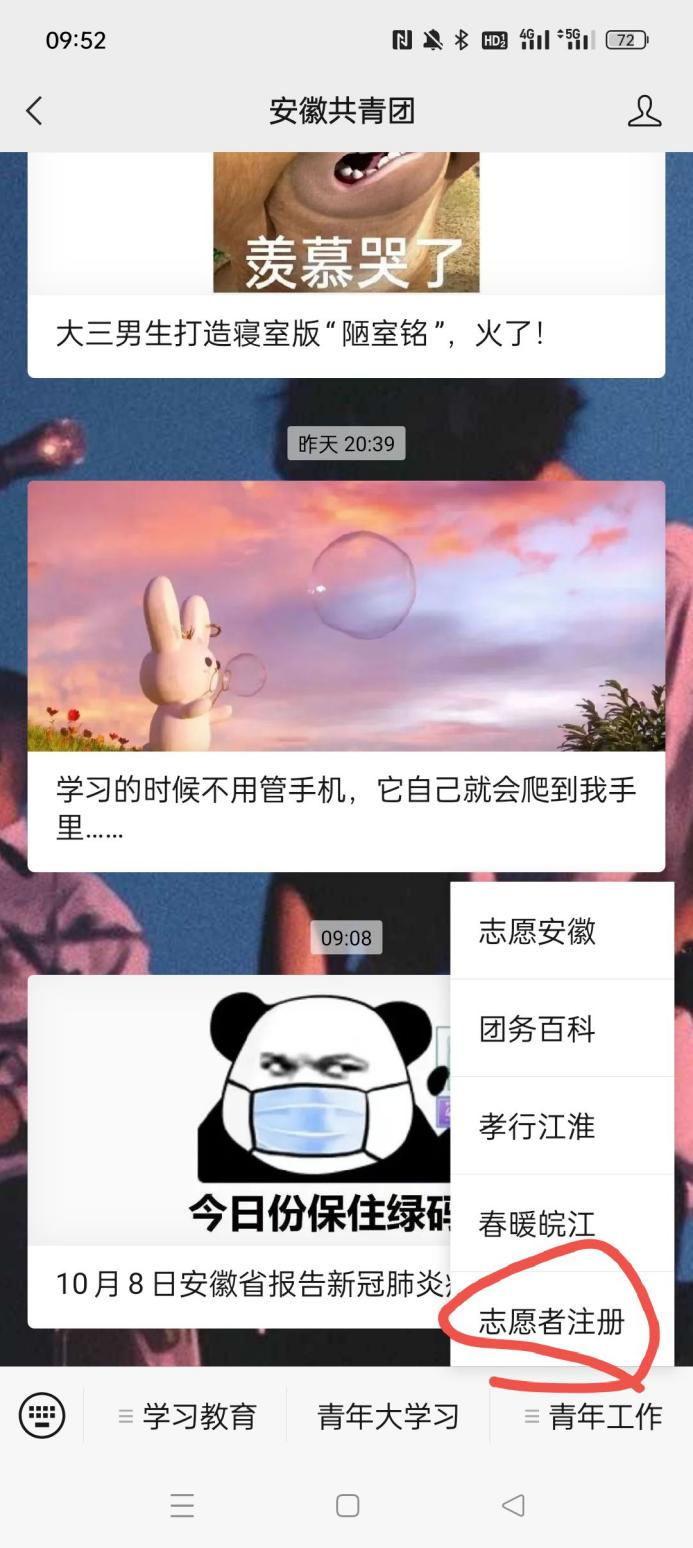 09:52
HD 4G 5G 72
安徽共青团
羡慕哭了
大三男生打造寝室版“陋室铭”，火了！
昨天 20:39
学习的时候不用管手机，它自己就会爬到我手
里……
09:08
今日份保住绿码
10月8日安徽省报告新冠肺炎
志愿安徽
团务百科
孝行江淮
春暖皖江
志愿者注册
学习教育
青年大学习
青年工作